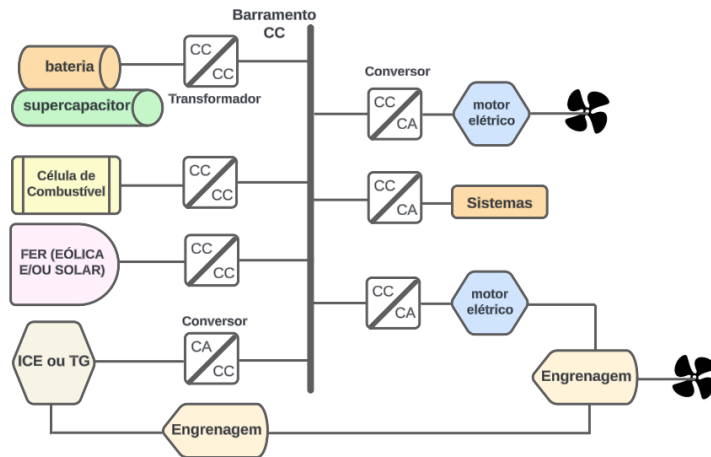 Barramento
CC
bateria
supercapacitor
CC
CC
Transformador
Conversor
CC
CA
motor
elétrico
Célula de
Combustível
CC
CC
CC
CA
Sistemas
FER (EÓLICA
E/OU SOLAR)
CC
CC
CC
CA
motor
elétrico
Conversor
ICE ou TG
CA
CC
Engrenagem
Engrenagem